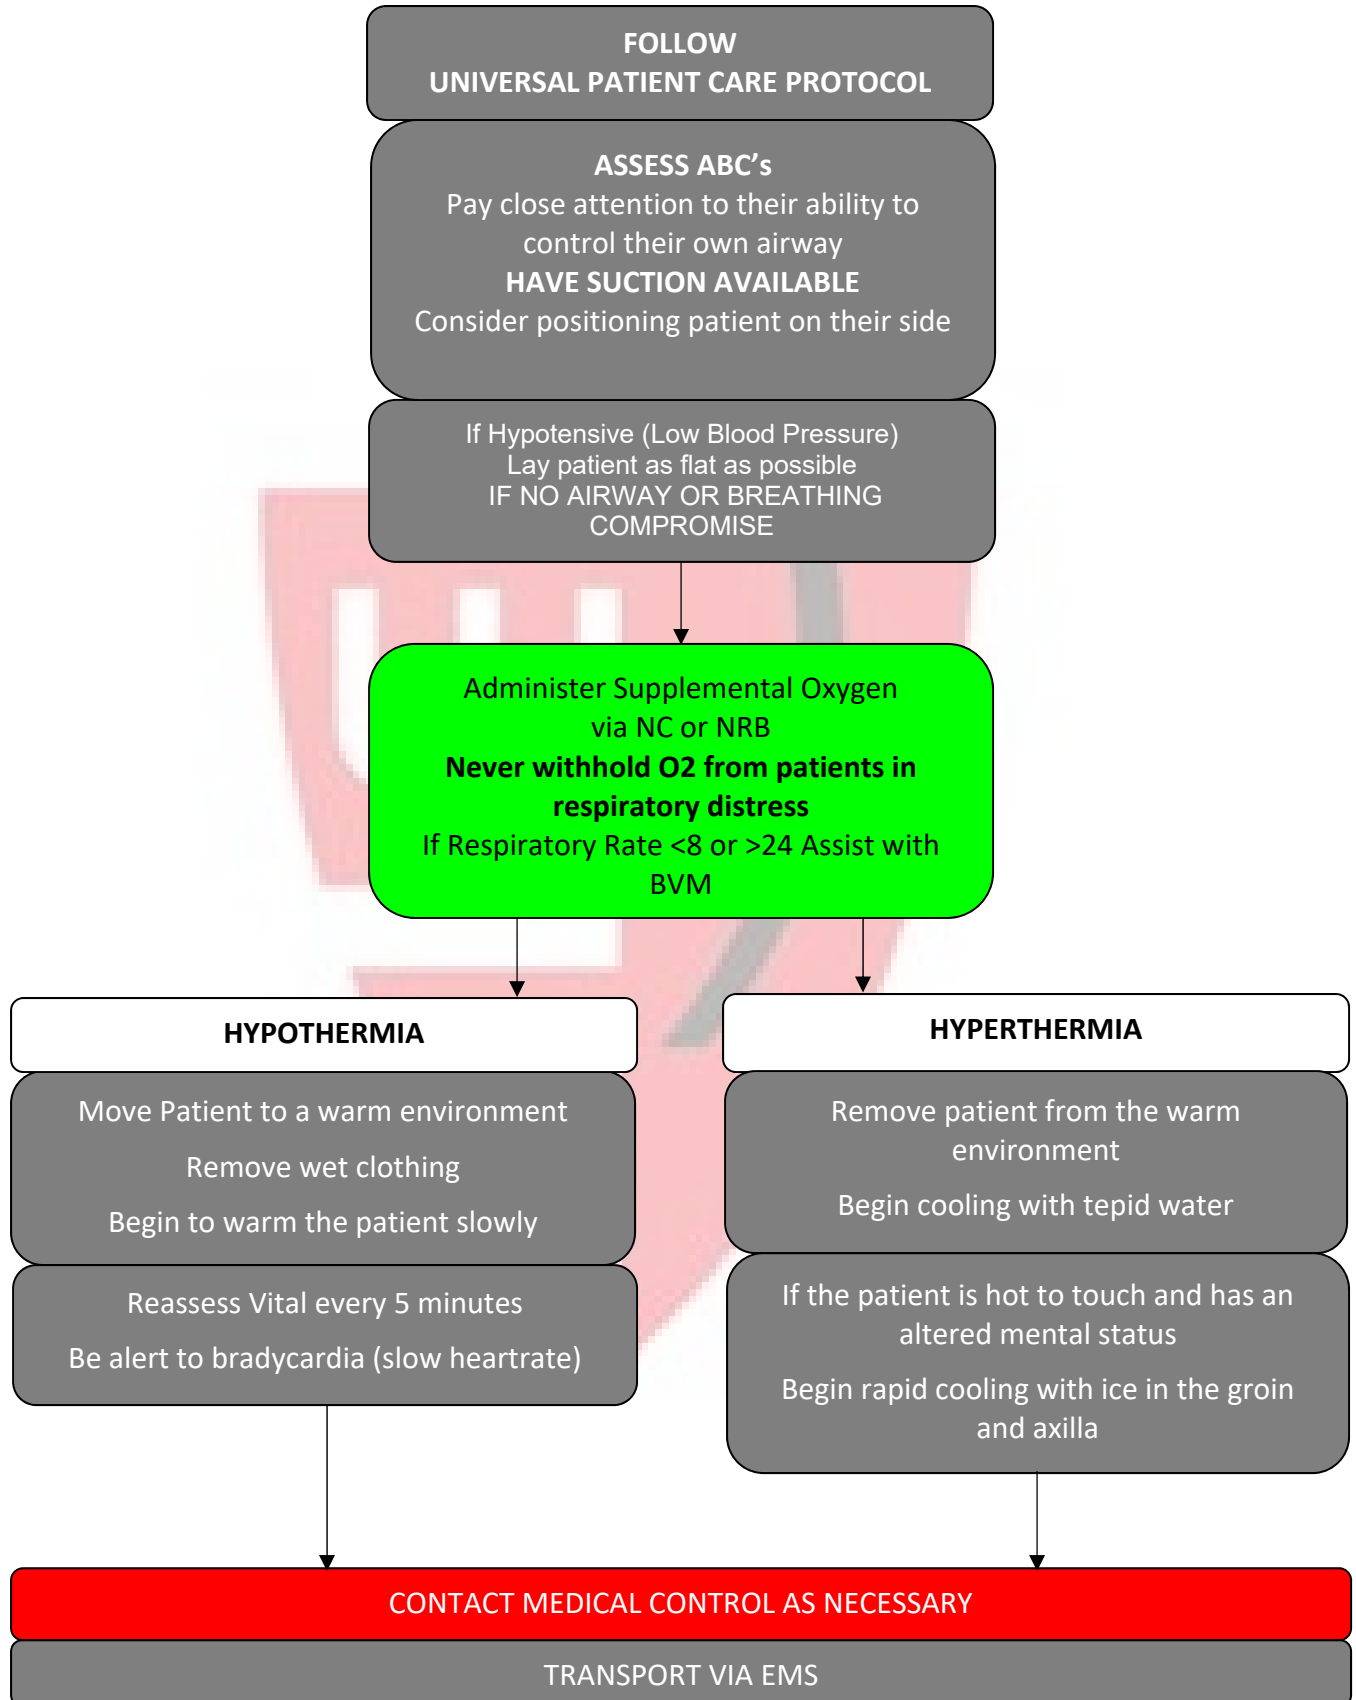 FOLLOW
UNIVERSAL PATIENT CARE PROTOCOL
ASSESS ABC’s
Pay close attention to their ability to
control their own airway
HAVE SUCTION AVAILABLE
Consider positioning patient on their side
If Hypotensive (Low Blood Pressure)
Lay patient as flat as possible
IF NO AIRWAY OR BREATHING
COMPROMISE
Administer Supplemental Oxygen
via NC or NRB
Never withhold O2 from patients in
respiratory distress
If Respiratory Rate <8 or >24 Assist with
BVM
HYPOTHERMIA
Move Patient to a warm environment
Remove wet clothing
Begin to warm the patient slowly
Reassess Vital every 5 minutes
Be alert to bradycardia (slow heartrate)
HYPERTHERMIA
Remove patient from the warm
environment
Begin cooling with tepid water
If the patient is hot to touch and has an
altered mental status
Begin rapid cooling with ice in the groin
and axilla
CONTACT MEDICAL CONTROL AS NECESSARY
TRANSPORT VIA EMS